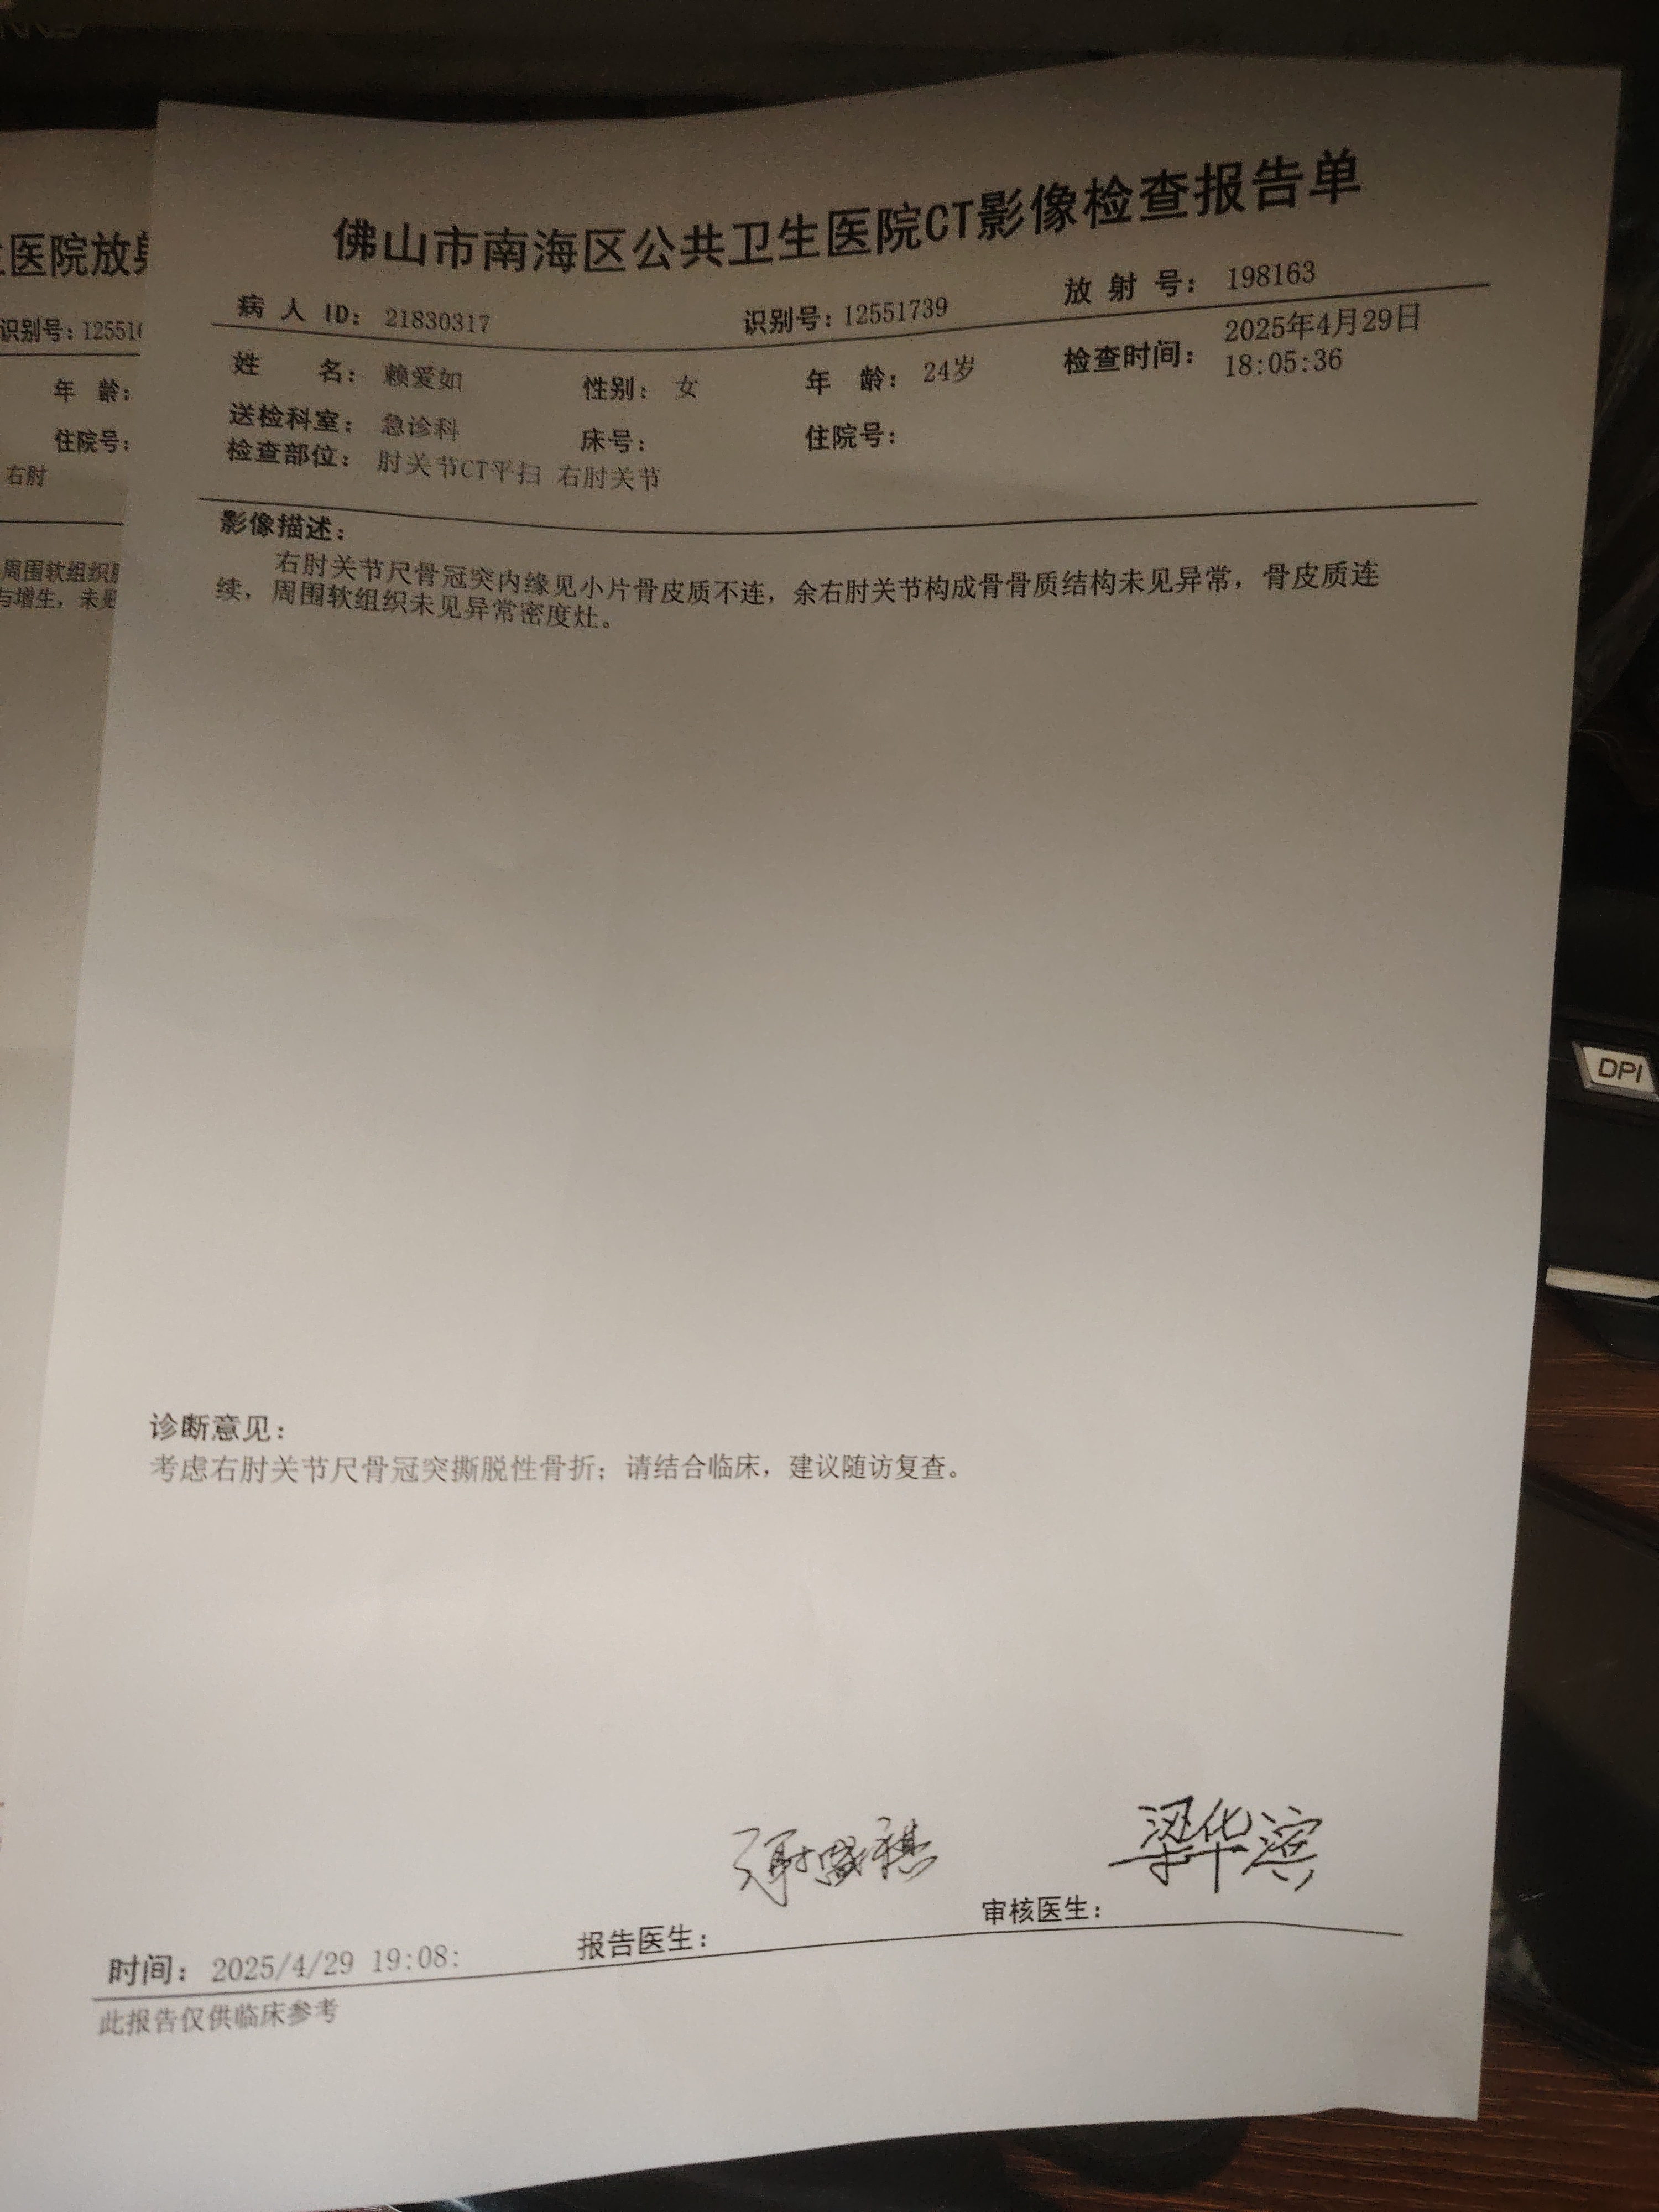 佛山市南海区公共卫生医院CT影像检查报告单
病 人 ID: 21830317 识别号: 12551739 放 射 号: 198163
姓 名: 赖爱如 性别: 女 年 龄: 24岁 检查时间: 2025年4月29日 18:05:36
送检科室: 急诊科 床号: 住院号:
检查部位: 肘关节CT平扫 右肘关节
影像描述:
右肘关节尺骨冠突内缘见小片骨皮质不连，余右肘关节构成骨骨质结构未见异常，骨皮质连
续，周围软组织未见异常密度灶。
诊断意见:
考虑右肘关节尺骨冠突撕脱性骨折；请结合临床，建议随访复查。
时间: 2025/4/29 19:08: 报告医生: 审核医生: 梁华滨
此报告仅供临床参考
生医院放
识别号: 12551
年 龄:
住院号:
右肘
周围软组织
与增生，未见
DPI